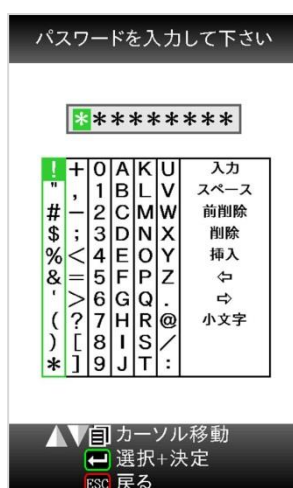 パスワードを入力して下さい
*********
! + 0 A K U 入力
" , 1 B L V スペース
# - 2 C M W 前削除
$ ; 3 D N X 削除
% < 4 E O Y 挿入
& = 5 F P Z ⇦
' > 6 G Q . ⇨
( ? 7 H R @ 小文字
) [ 8 I S /
* ] 9 J T :
▲▼ カーソル移動
選択+決定
ESC 戻る